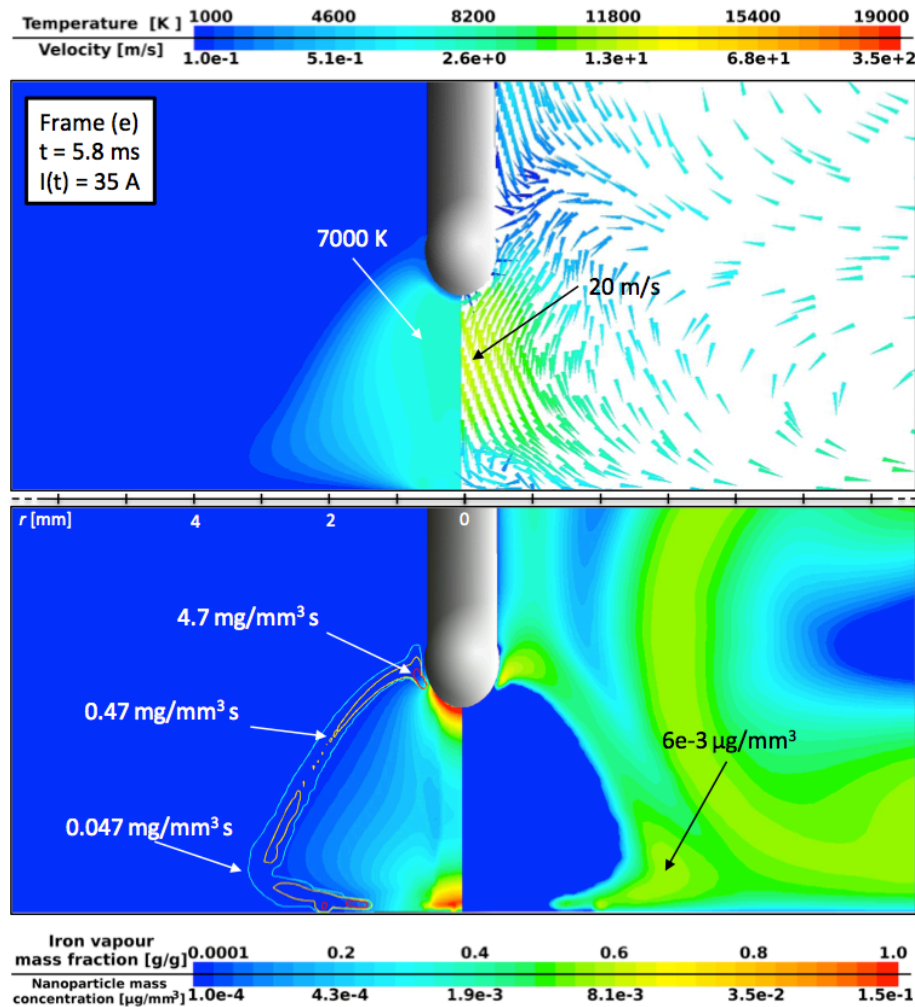 Temperature [K ] 1000 4600 8200 11800 15400 19000
Velocity [m/s] 1.0e-1 5.1e-1 2.6e+0 1.3e+1 6.8e+1 3.5e+2
Frame (e)
t = 5.8 ms
I(t) = 35 A
7000 K
20 m/s
r [mm] 4 2 0
4.7 mg/mm³ s
0.47 mg/mm³ s
6e-3 µg/mm³
0.047 mg/mm³ s
Iron vapour
mass fraction [g/g] 0.0001 0.2 0.4 0.6 0.8 1.0
Nanoparticle mass
concentration [µg/mm³] 1.0e-4 4.3e-4 1.9e-3 8.1e-3 3.5e-2 1.5e-1